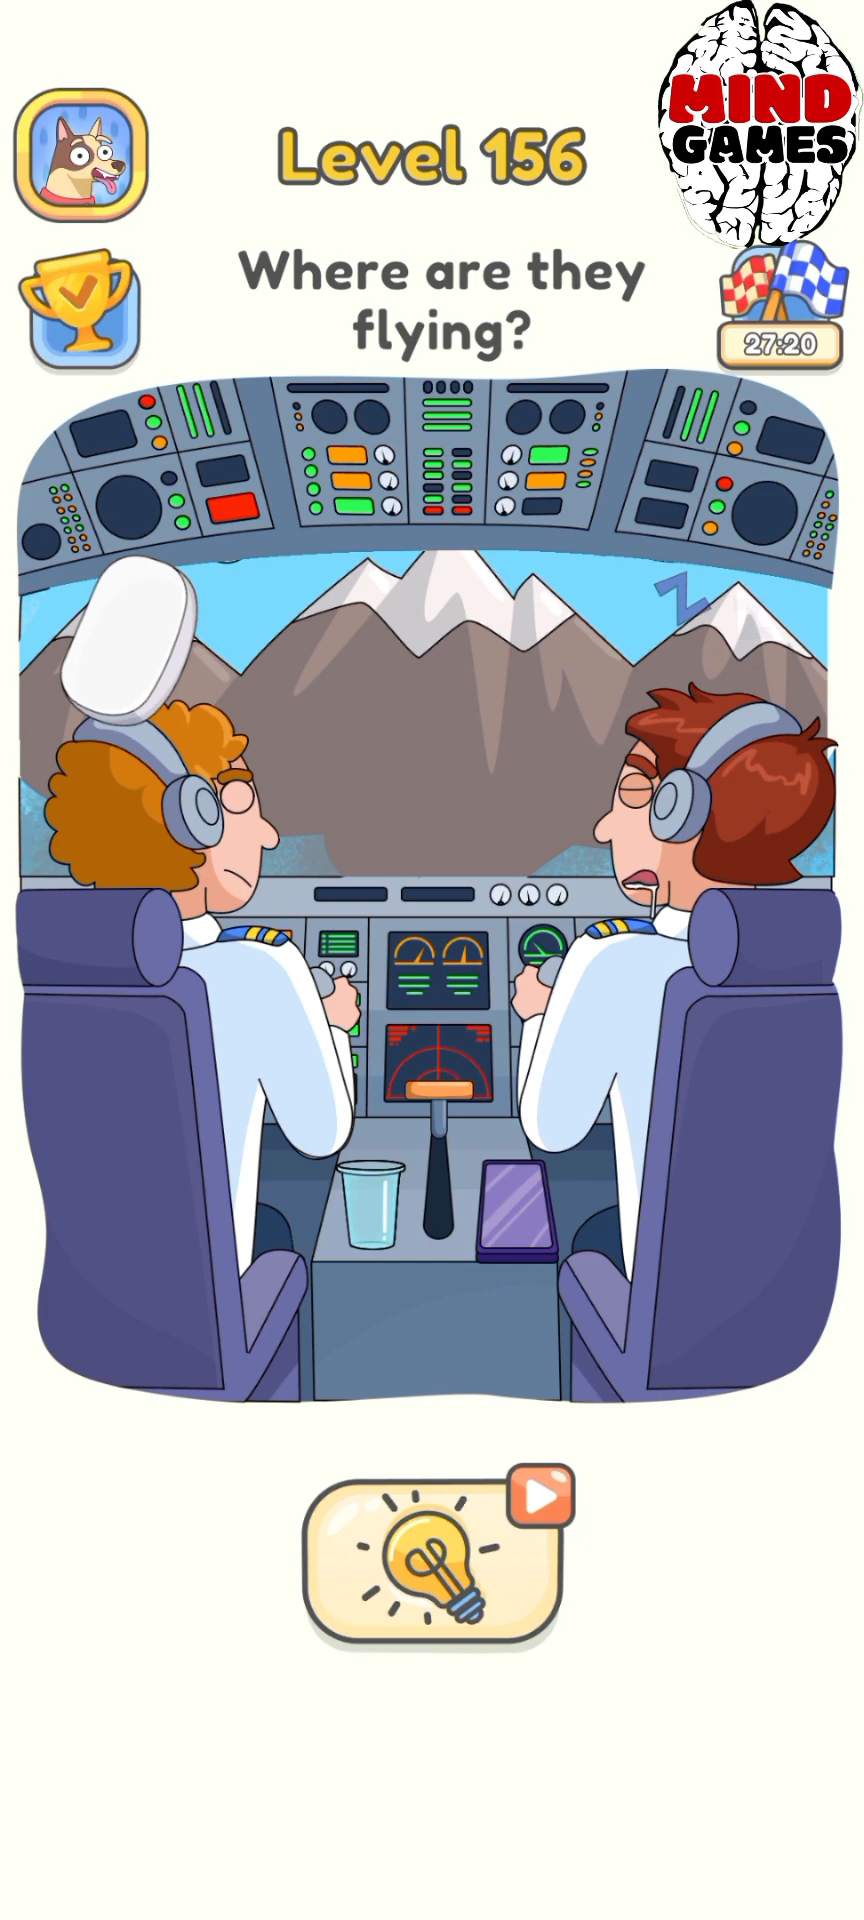 MIND
GAMES
Level 156
Where are they
flying?
27:20
Z